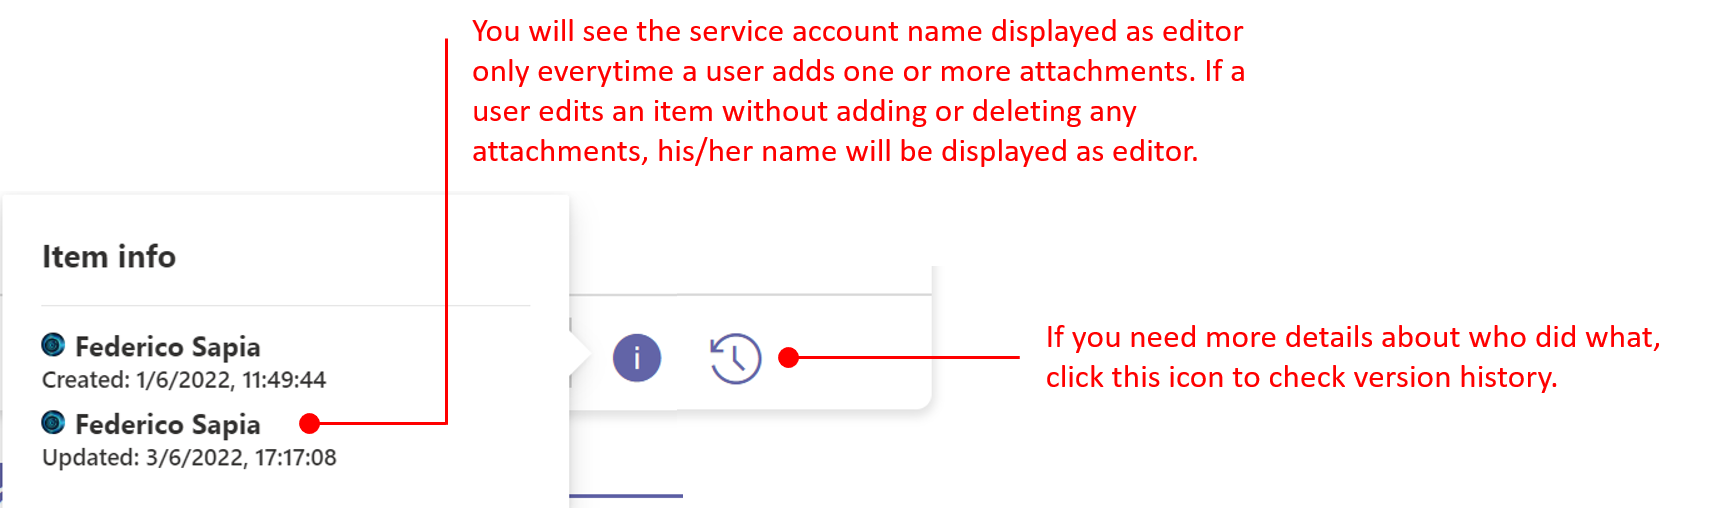 You will see the service account name displayed as editor
only everytime a user adds one or more attachments. If a
user edits an item without adding or deleting any
attachments, his/her name will be displayed as editor.
Item info
Federico Sapia
Created: 1/6/2022, 11:49:44
Federico Sapia
Updated: 3/6/2022, 17:17:08
i
If you need more details about who did what,
click this icon to check version history.